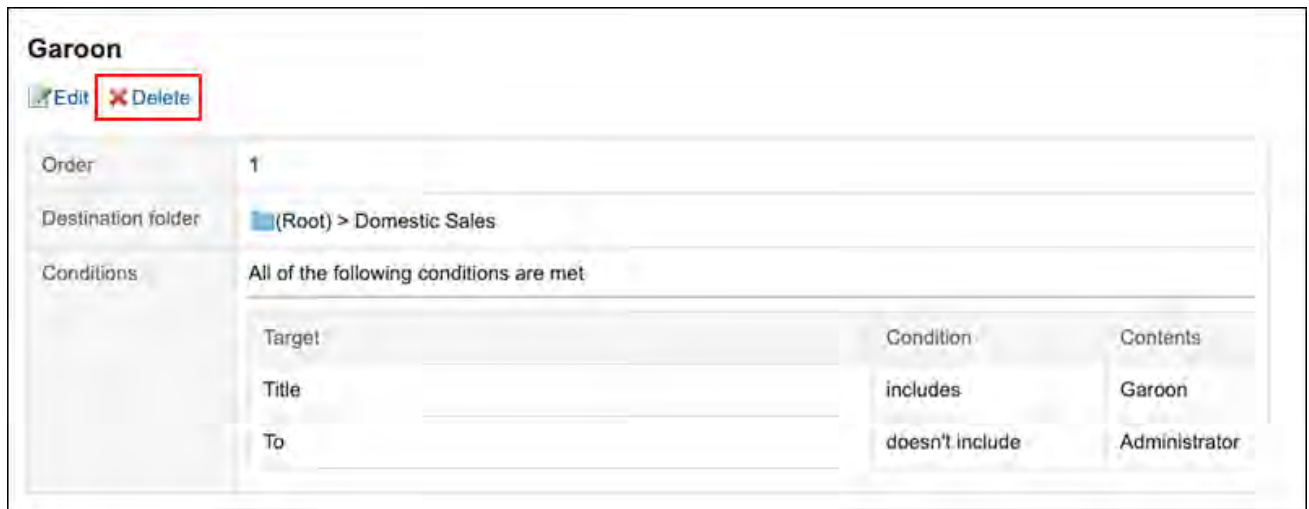 Garoon
Edit Delete
Order 1
Destination folder (Root) > Domestic Sales
Conditions All of the following conditions are met
Target Condition Contents
Title includes Garoon
To doesn't include Administrator